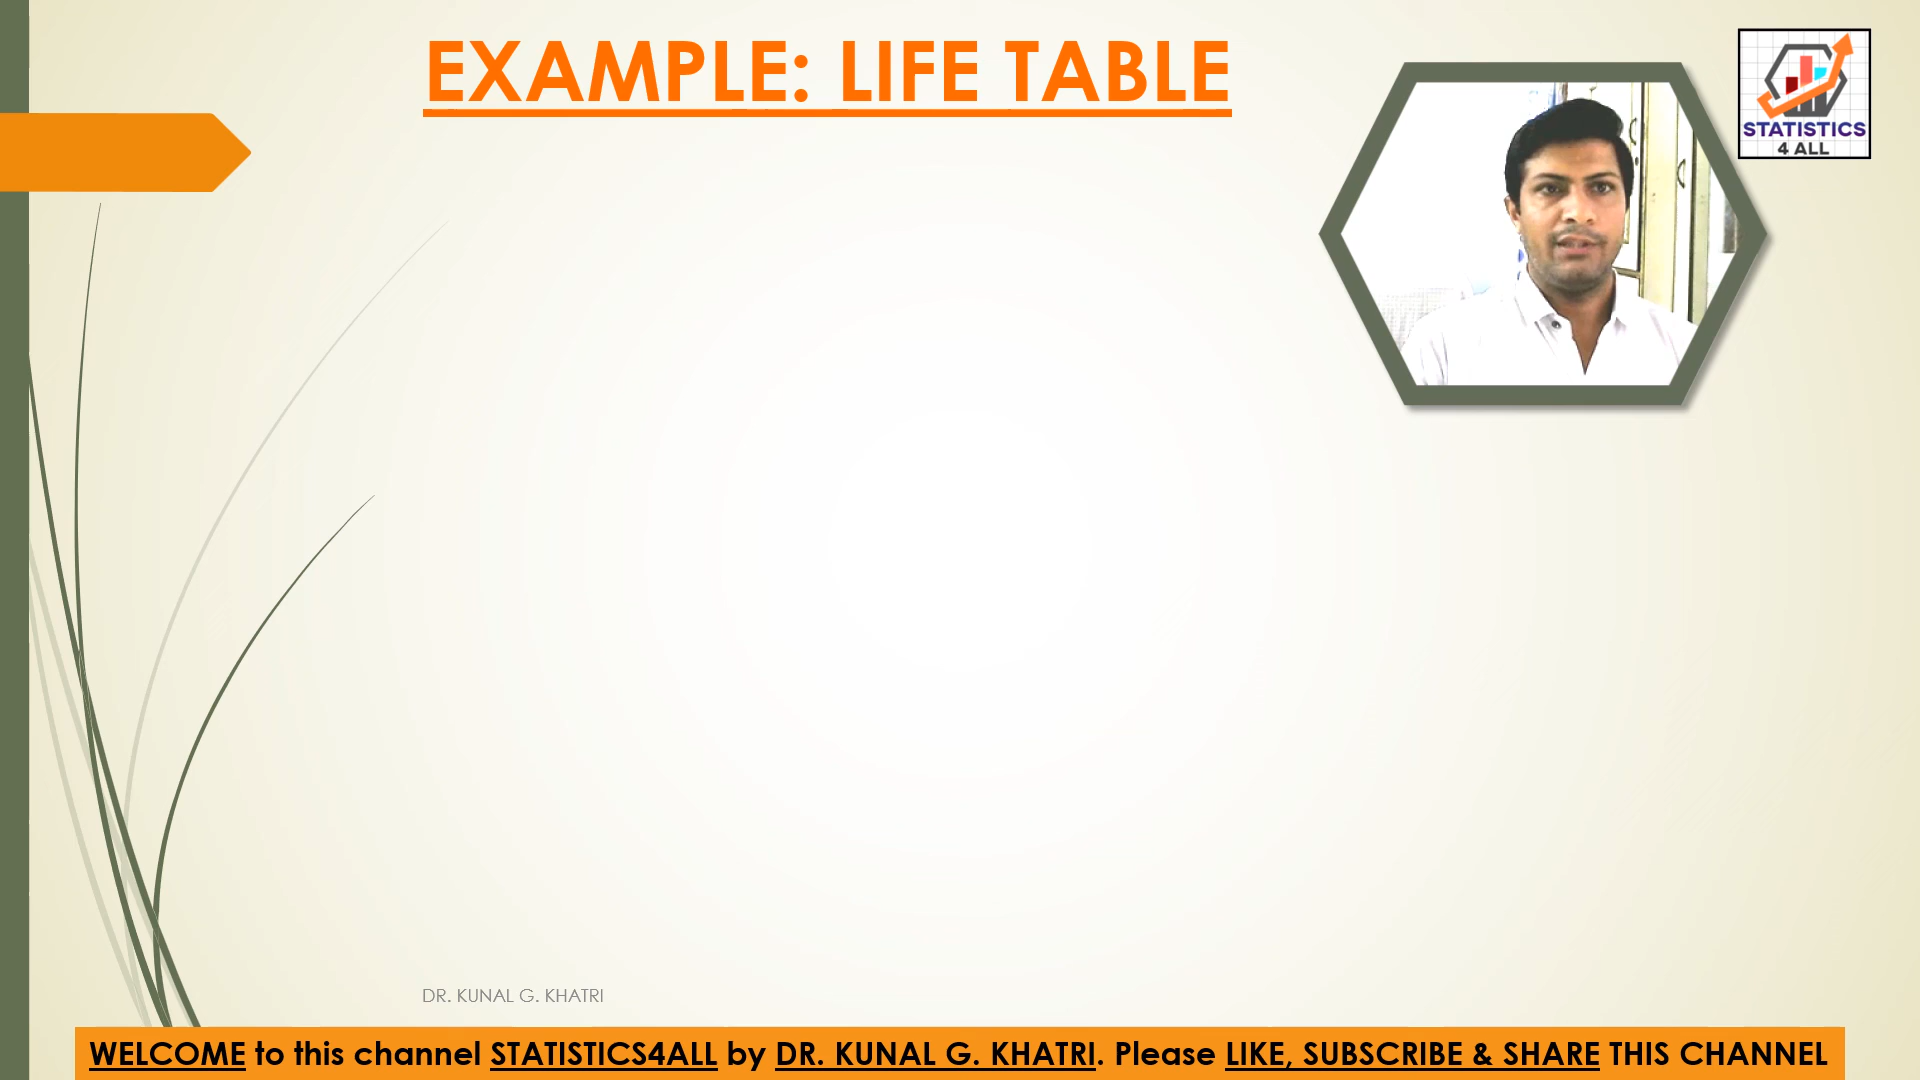 EXAMPLE: LIFE TABLE
STATISTICS
4 ALL
DR. KUNAL G. KHATRI
WELCOME to this channel STATISTICS4ALL by DR. KUNAL G. KHATRI. Please LIKE, SUBSCRIBE & SHARE THIS CHANNEL